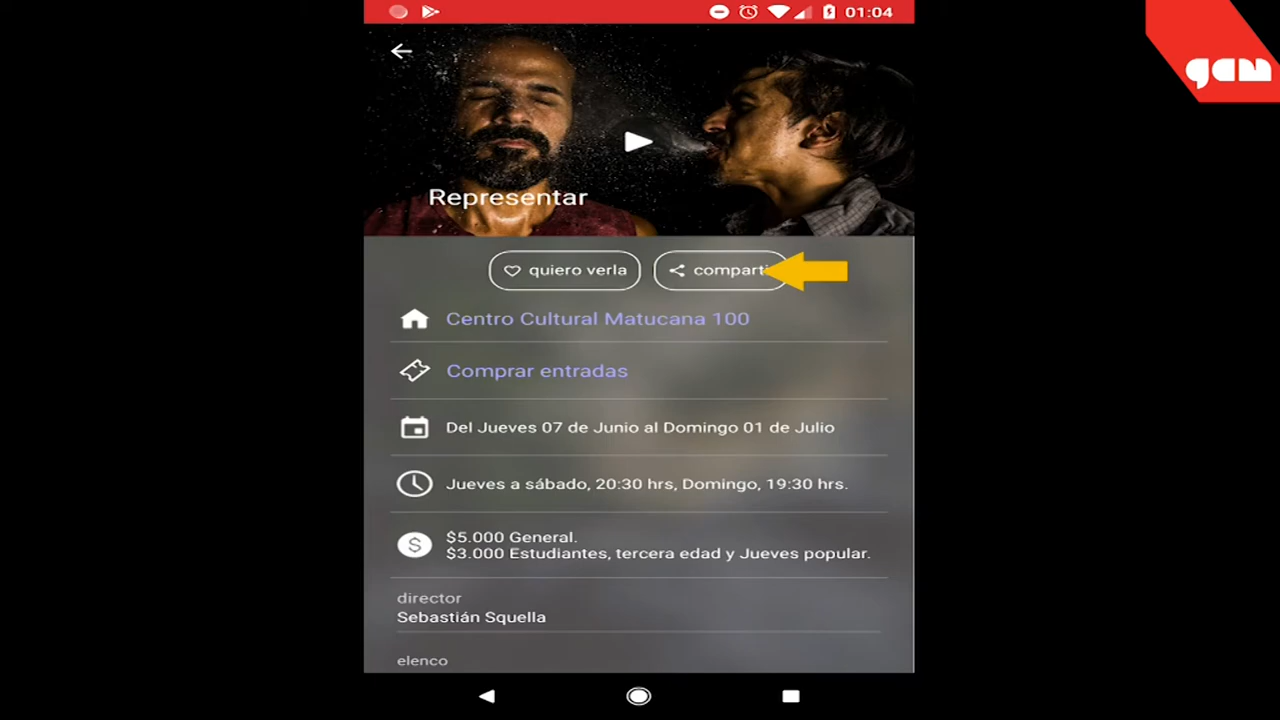 01:04
gam
Representar
quiero verla
comparti
Centro Cultural Matucana 100
Comprar entradas
Del Jueves 07 de Junio al Domingo 01 de Julio
Jueves a sábado, 20:30 hrs, Domingo, 19:30 hrs.
$
$5.000 General.
$3.000 Estudiantes, tercera edad y Jueves popular.
director
Sebastián Squella
elenco